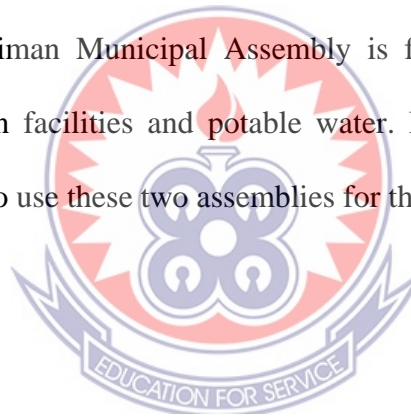 iman Municipal Assembly is f
facilities and potable water.
use these two assemblies for th
EDUCATION FOR SERVICE